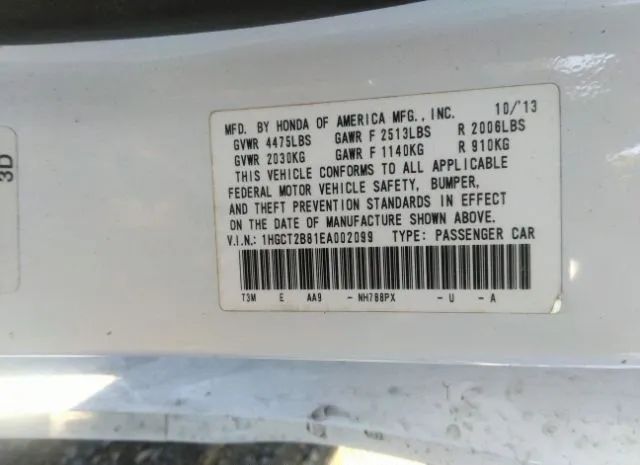 MFD. BY HONDA OF AMERICA MFG., INC. 10/'13
GVWR 4475LBS GAWR F 2513LBS R 2006LBS
GVWR 2030KG GAWR F 1140KG R 910KG
THIS VEHICLE CONFORMS TO ALL APPLICABLE
FEDERAL MOTOR VEHICLE SAFETY, BUMPER,
AND THEFT PREVENTION STANDARDS IN EFFECT
ON THE DATE OF MANUFACTURE SHOWN ABOVE.
V.I.N.: 1HGCT2B81EA002099 TYPE: PASSENGER CAR
T3M E AA9 - NH788PX - U - A
3D